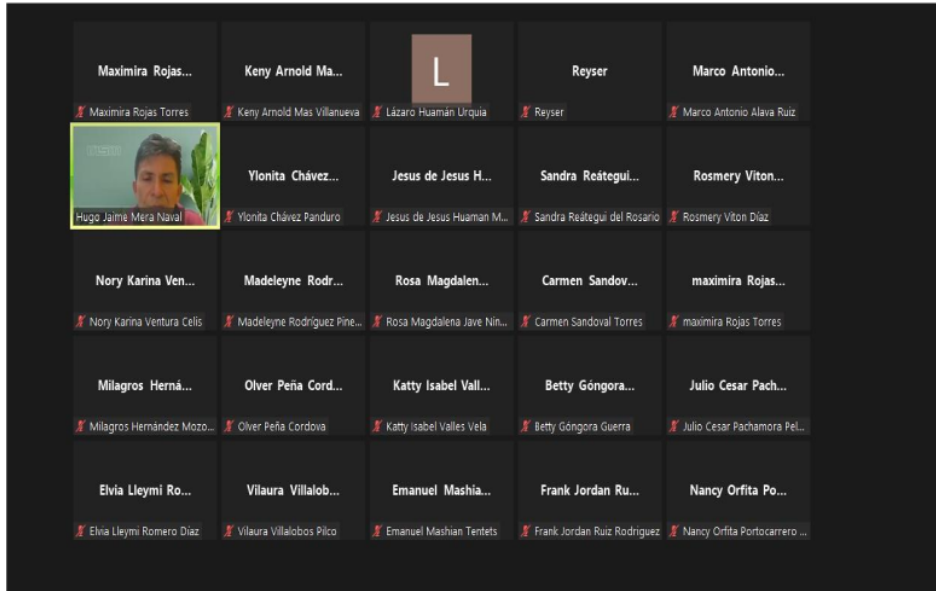 Maximira Rojas...
Keny Arnold Ma...
L
Reyser
Marco Antonio...
Maximira Rojas Torres
Keny Arnold Mas Villanueva
Lázaro Huamán Urquia
Reyser
Marco Antonio Alava Ruiz
Ylonita Chávez...
Jesus de Jesus H...
Sandra Reátegui...
Rosmery Viton...
Hugo Jaime Mera Naval
Ylonita Chávez Panduro
Jesus de Jesus Huaman M...
Sandra Reátegui del Rosario
Rosmery Viton Díaz
Nory Karina Ven...
Madeleyne Rodr...
Rosa Magdalen...
Carmen Sandov...
maximira Rojas...
Nory Karina Ventura Celis
Madeleyne Rodríguez Pine...
Rosa Magdalena Jave Nin...
Carmen Sandoval Torres
maximira Rojas Torres
Milagros Herná...
Olver Peña Cord...
Katty Isabel Vall...
Betty Góngora...
Julio Cesar Pach...
Milagros Hernández Mozo...
Olver Peña Cordova
Katty Isabel Valles Vela
Betty Góngora Guerra
Julio Cesar Pachamora Pel...
Elvia Lleymi Ro...
Vilaura Villalob...
Emanuel Mashia...
Frank Jordan Ru...
Nancy Orfita Po...
Elvia Lleymi Romero Díaz
Vilaura Villalobos Pilco
Emanuel Mashian Tentets
Frank Jordan Ruiz Rodriguez
Nancy Orfita Portocarrero ...